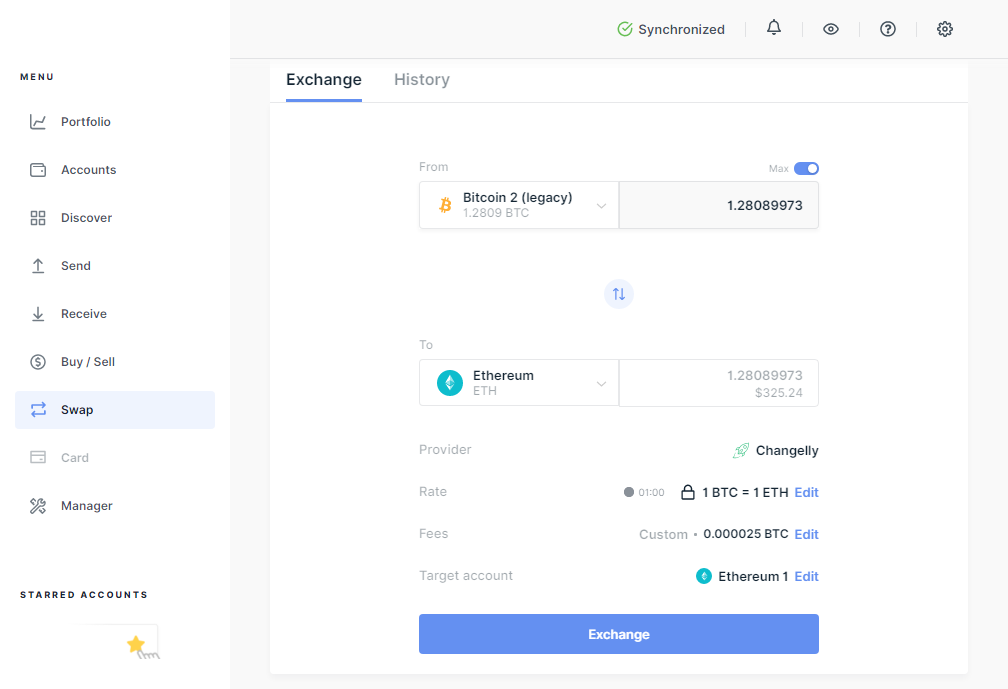 Synchronized
MENU
Portfolio
Accounts
Discover
Send
Receive
Buy / Sell
Swap
Card
Manager
STARRED ACCOUNTS
Exchange History
From Max
Bitcoin 2 (legacy)
1.2809 BTC
1.28089973
To
Ethereum
ETH
1.28089973
$325.24
Provider Changelly
Rate 01:00 1 BTC = 1 ETH Edit
Fees Custom • 0.000025 BTC Edit
Target account Ethereum 1 Edit
Exchange